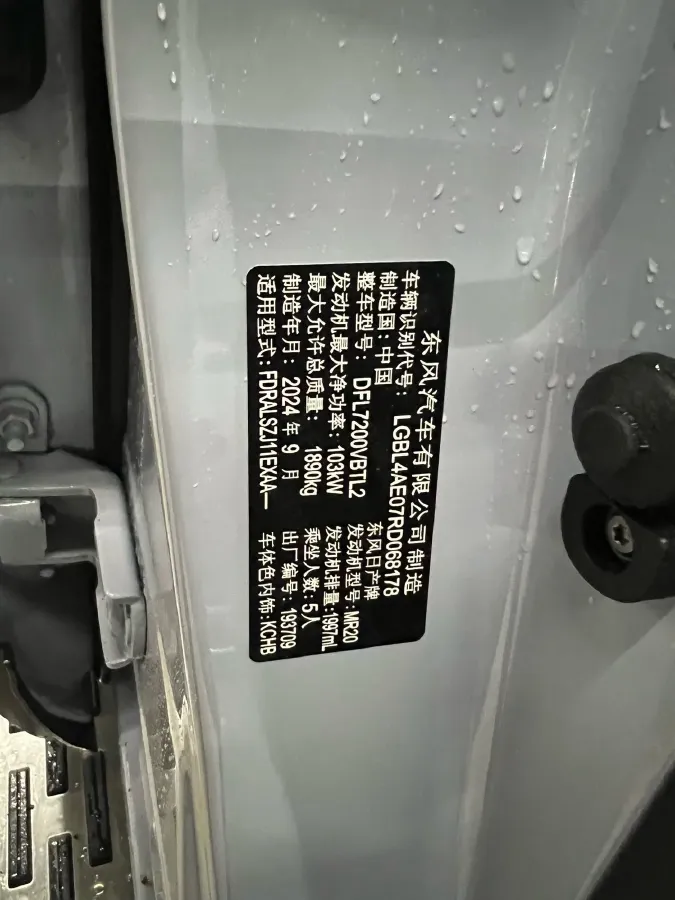 东风汽车有限公司制造
车辆识别代号：LGBL4AE07RD068178
制造国：中国 东风日产牌
整车型号：DFL7200VBTL2 发动机型号：MR20
发动机最大净功率：103kW 发动机排量：1997mL
最大允许总质量：1890kg 乘坐人数：5人
制造年月：2024年9月 出厂编号：193709
适用型式：FDRALSZJ11EXAA— 车体色内饰：KCHB